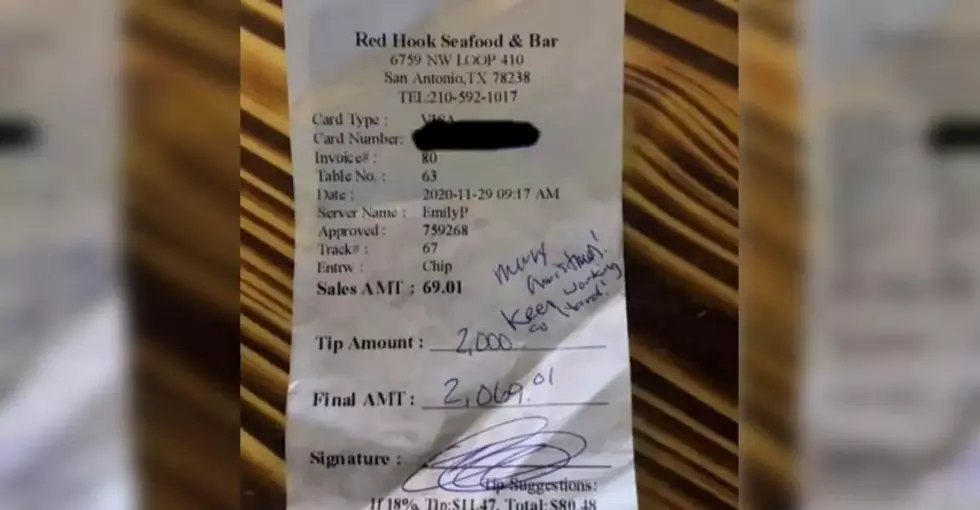 Red Hook Seafood & Bar
6759 NW LOOP 410
San Antonio,TX 78238
TEL:210-592-1017
Card Type : VISA
Card Number:
Invoice# : 80
Table No. : 63
Date : 2020-11-29 09:17 AM
Server Name : EmilyP
Approved : 759268
Track# : 67
Entrw : Chip
Sales AMT : 69.01
Merry
Christmas!
Keep working
so hard!
Tip Amount : 2,000
Final AMT : 2,069.01
Signature :
Tip Suggestions:
If 18%, Tip:$11.47, Total:$80.48